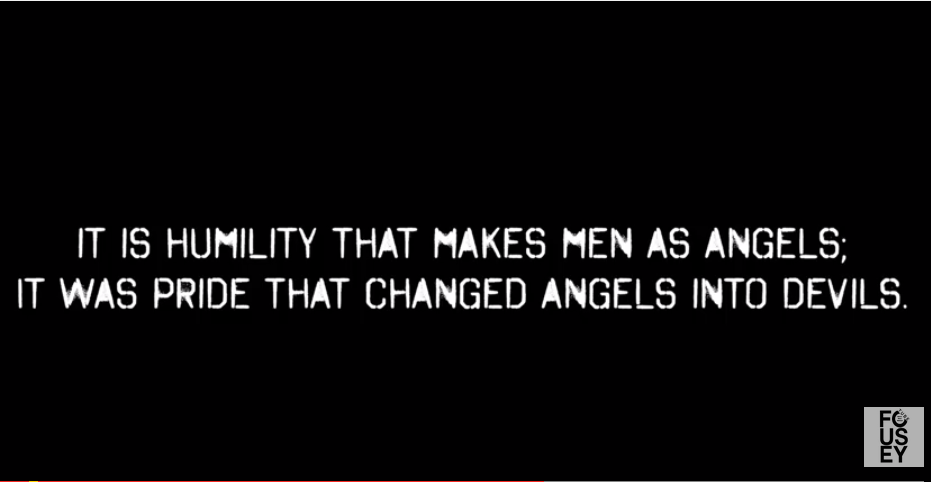 IT IS HUMILITY THAT MAKES MEN AS ANGELS;
IT WAS PRIDE THAT CHANGED ANGELS INTO DEVILS.
FO
US
EY